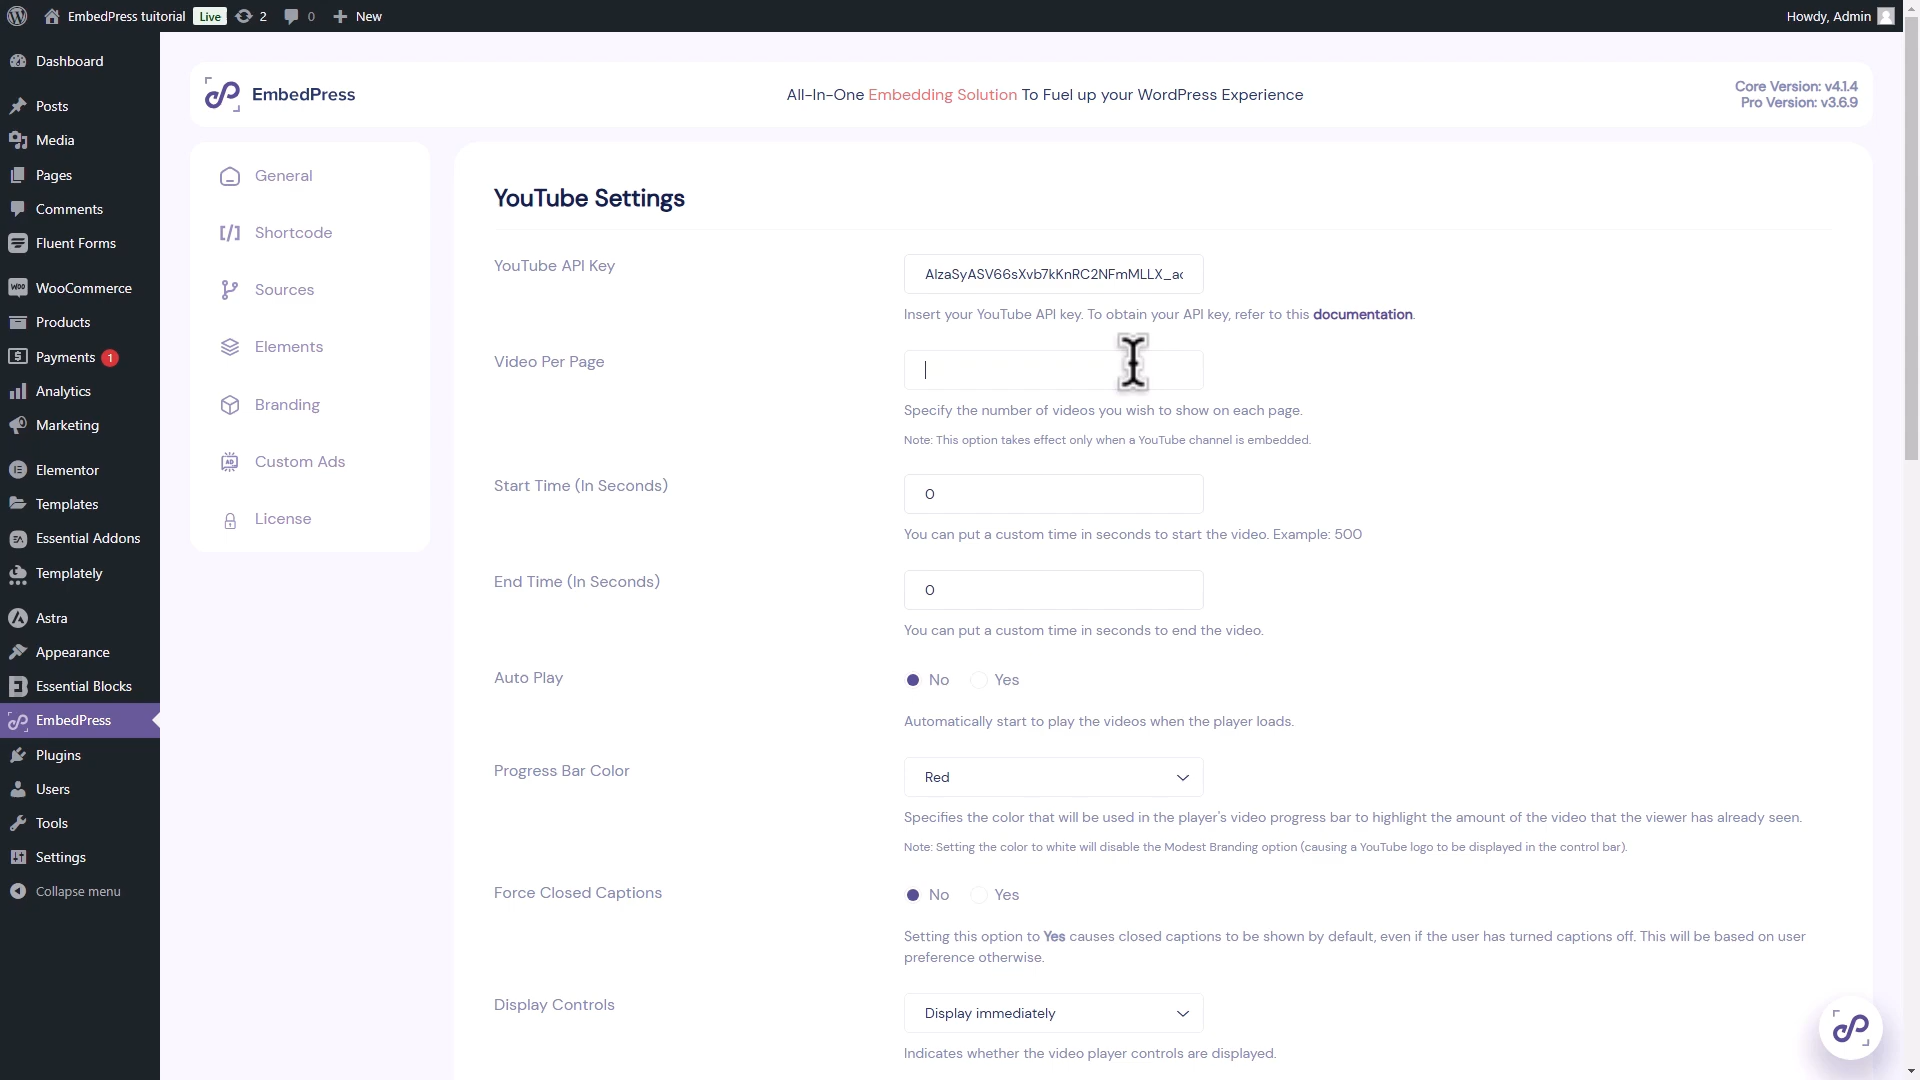 EmbedPress tuitorial Live 2 0 New
Howdy, Admin
Dashboard
Posts
Media
Pages
Comments
Fluent Forms
WooCommerce
Products
Payments 1
Analytics
Marketing
Elementor
Templates
Essential Addons
Templately
Astra
Appearance
Essential Blocks
EmbedPress
Plugins
Users
Tools
Settings
Collapse menu
EmbedPress
All-In-One Embedding Solution To Fuel up your WordPress Experience
Core Version: v4.1.4
Pro Version: v3.6.9
General
Shortcode
Sources
Elements
Branding
Custom Ads
License
YouTube Settings
YouTube API Key
Insert your YouTube API key. To obtain your API key, refer to this documentation.
Video Per Page
Specify the number of videos you wish to show on each page.
Note: This option takes effect only when a YouTube channel is embedded.
Start Time (In Seconds)
0
You can put a custom time in seconds to start the video. Example: 500
End Time (In Seconds)
0
You can put a custom time in seconds to end the video.
Auto Play
No Yes
Automatically start to play the videos when the player loads.
Progress Bar Color
Red
Specifies the color that will be used in the player's video progress bar to highlight the amount of the video that the viewer has already seen.
Note: Setting the color to white will disable the Modest Branding option (causing a YouTube logo to be displayed in the control bar).
Force Closed Captions
No Yes
Setting this option to Yes causes closed captions to be shown by default, even if the user has turned captions off. This will be based on user
preference otherwise.
Display Controls
Display immediately
Indicates whether the video player controls are displayed.